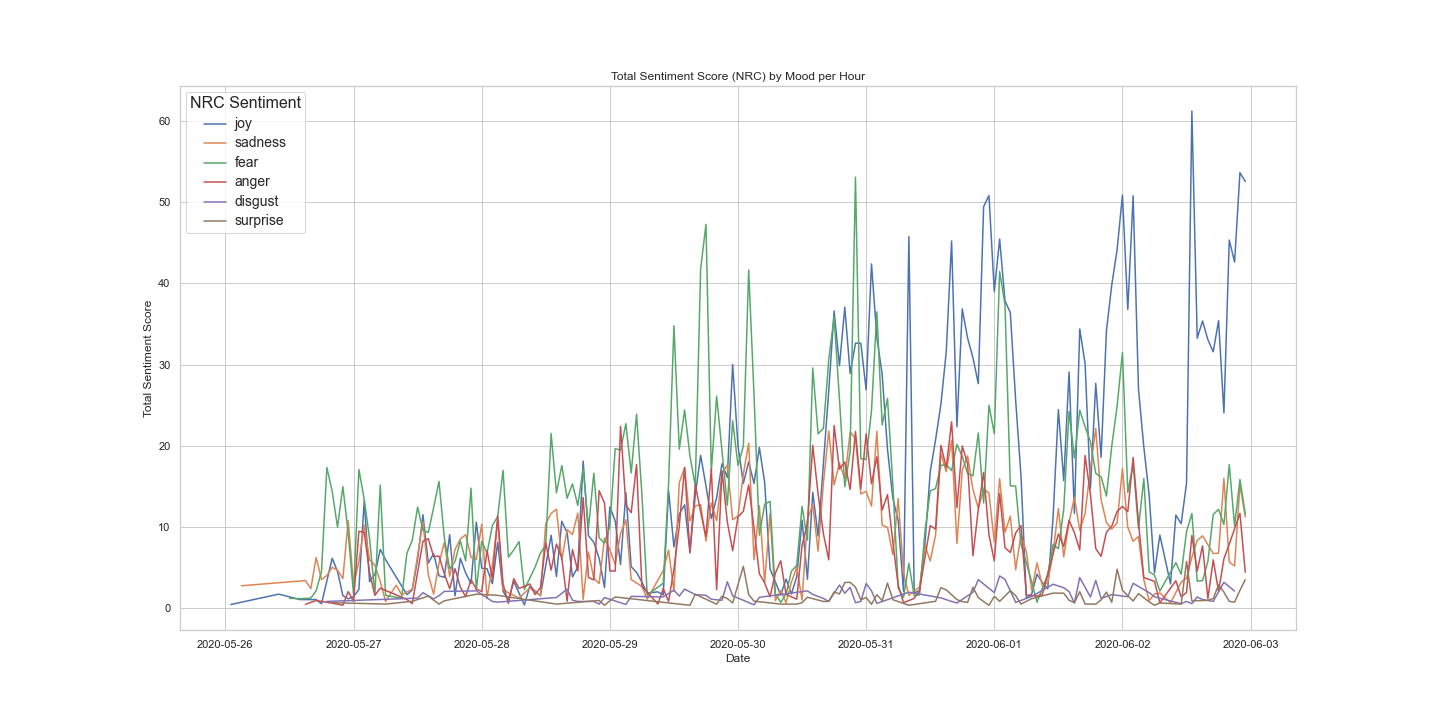 Total Sentiment Score (NRC) by Mood per Hour
NRC Sentiment
joy
sadness
fear
anger
disgust
surprise
Total Sentiment Score
60
50
40
30
20
10
0
2020-05-26
2020-05-27
2020-05-28
2020-05-29
2020-05-30
2020-05-31
2020-06-01
2020-06-02
2020-06-03
Date